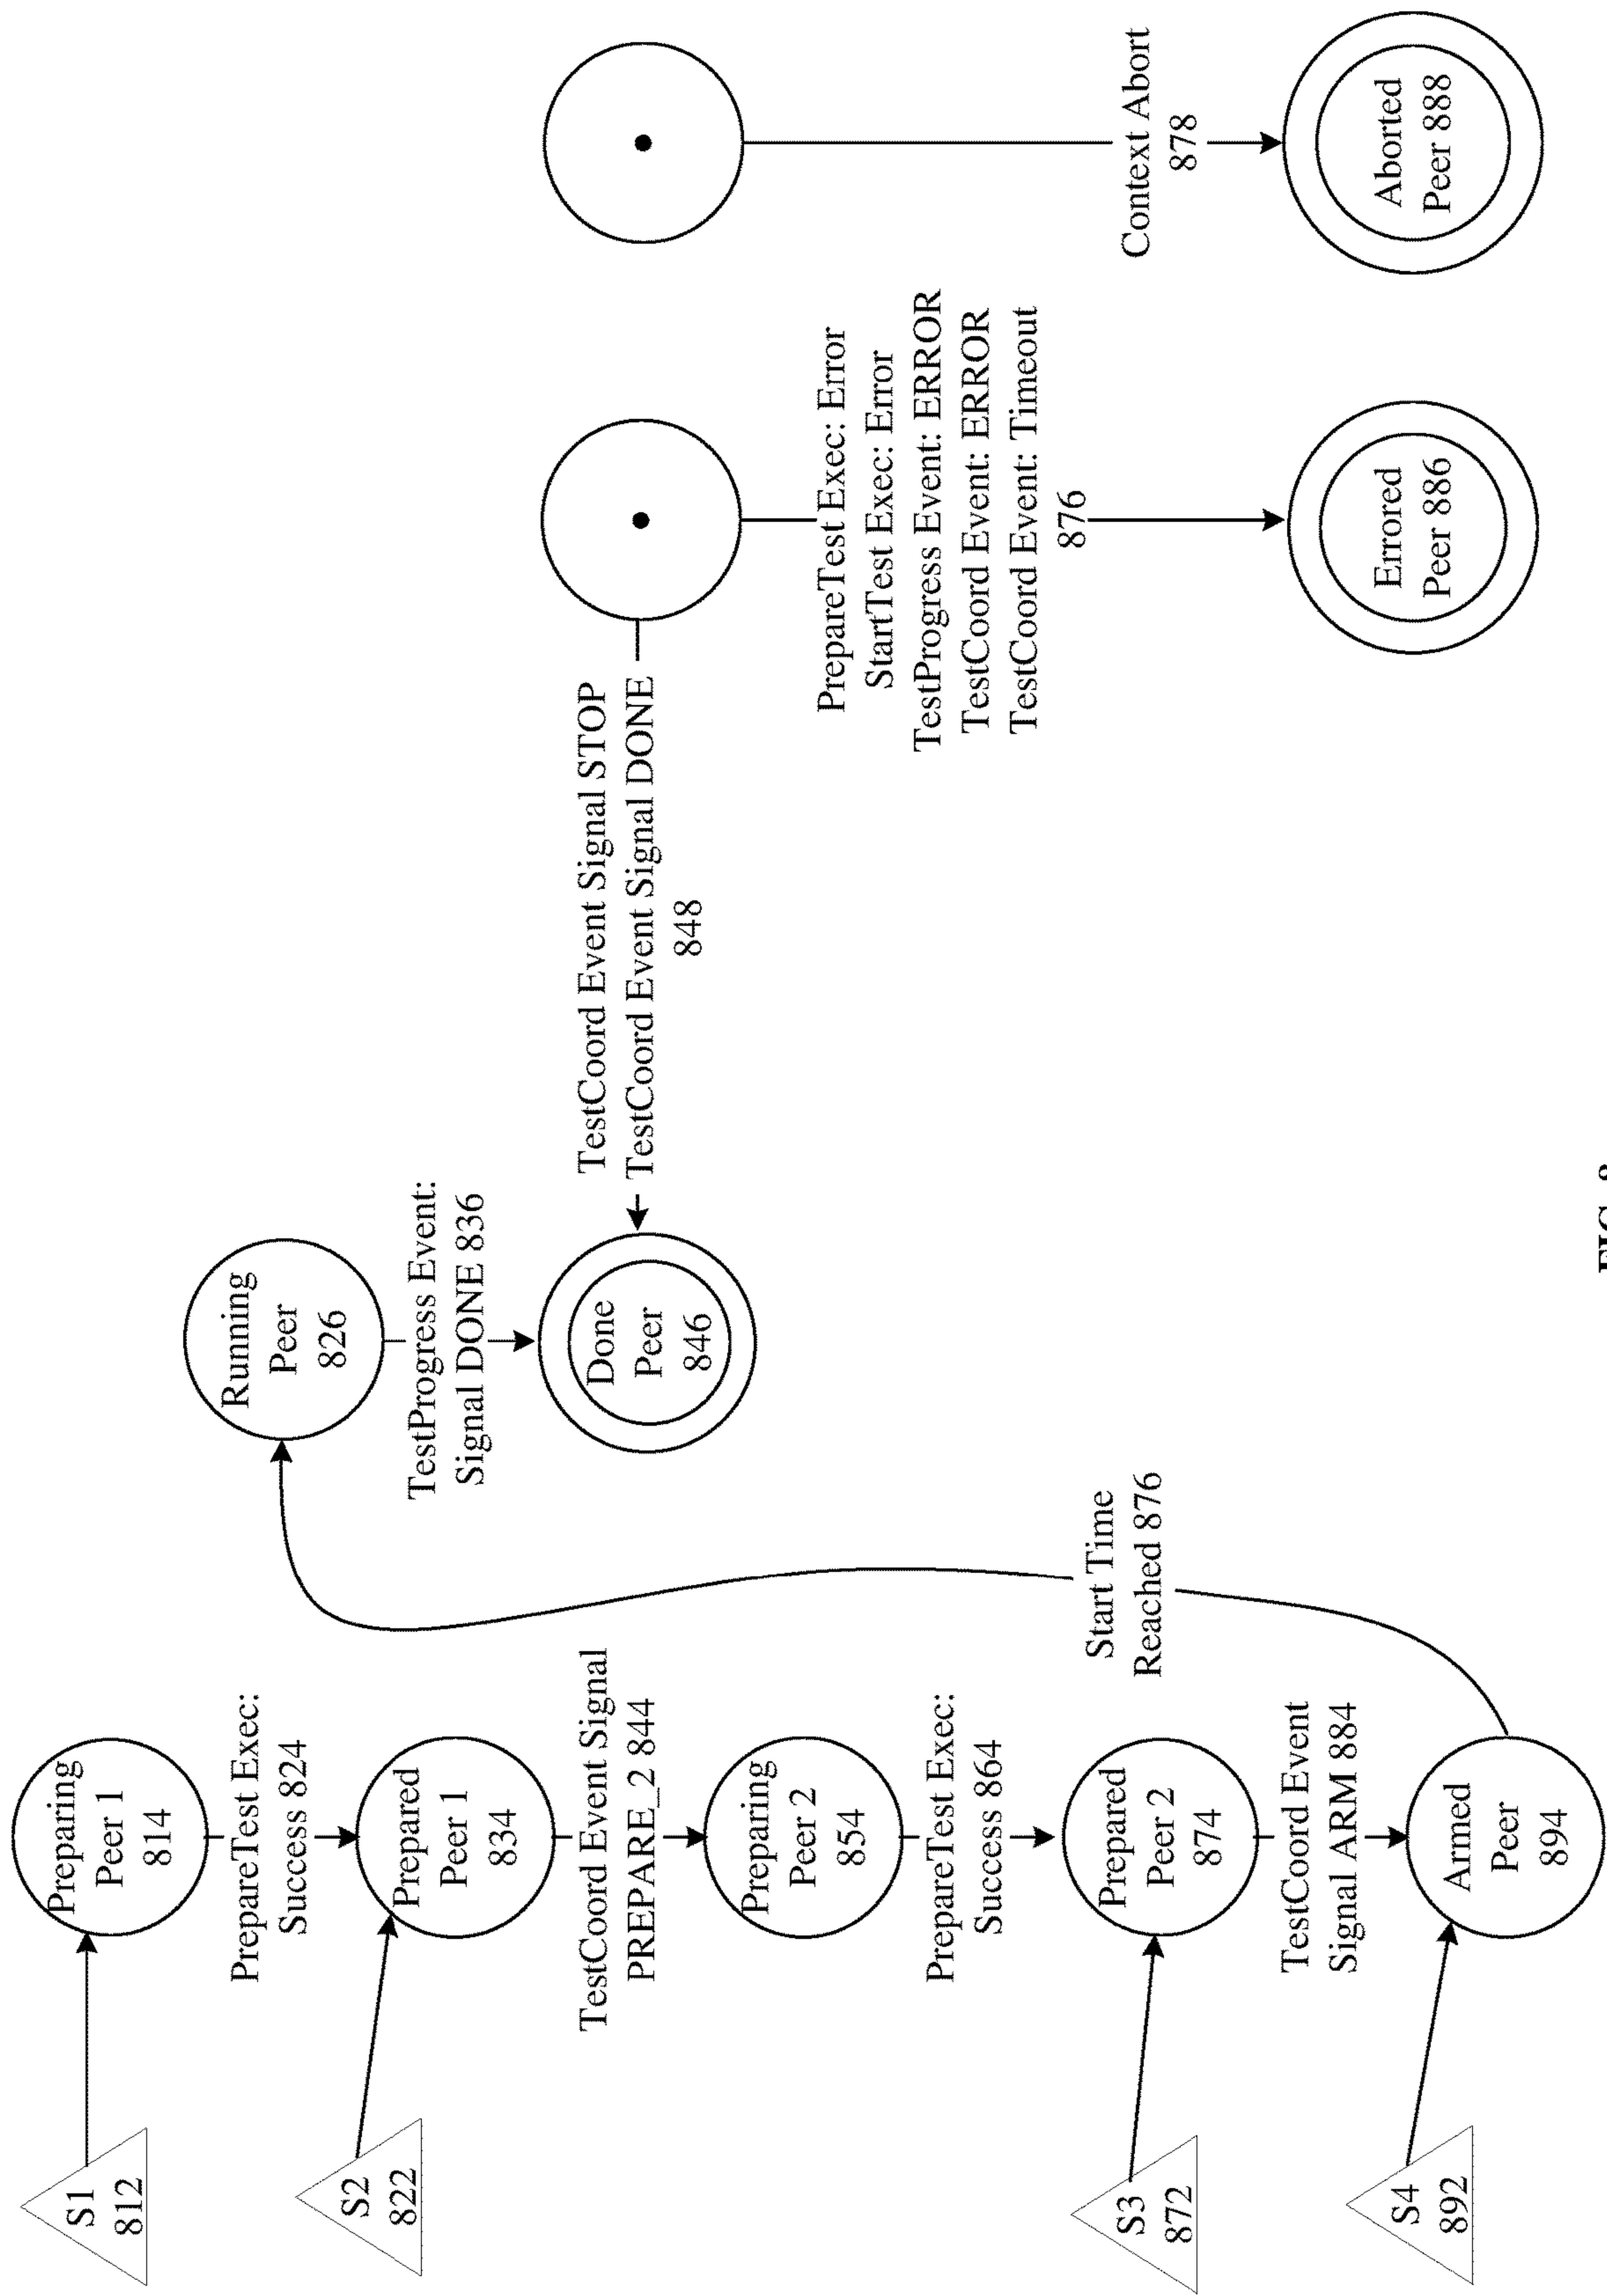 S1
812
Preparing
Peer 1
814
PrepareTest Exec:
Success 824
S2
822
Prepared
Peer 1
834
TestCoord Event Signal
PREPARE_2 844
Preparing
Peer 2
854
PrepareTest Exec:
Success 864
S3
872
Prepared
Peer 2
874
TestCoord Event
Signal ARM 884
S4
892
Armed
Peer
894
Start Time
Reached 876
Running
Peer
826
TestProgress Event:
Signal DONE 836
Done
Peer
846
TestCoord Event Signal STOP
TestCoord Event Signal DONE
848
PrepareTest Exec: Error
StartTest Exec: Error
TestProgress Event: ERROR
TestCoord Event: ERROR
TestCoord Event: Timeout
876
Errored
Peer 886
Context Abort
878
Aborted
Peer 888